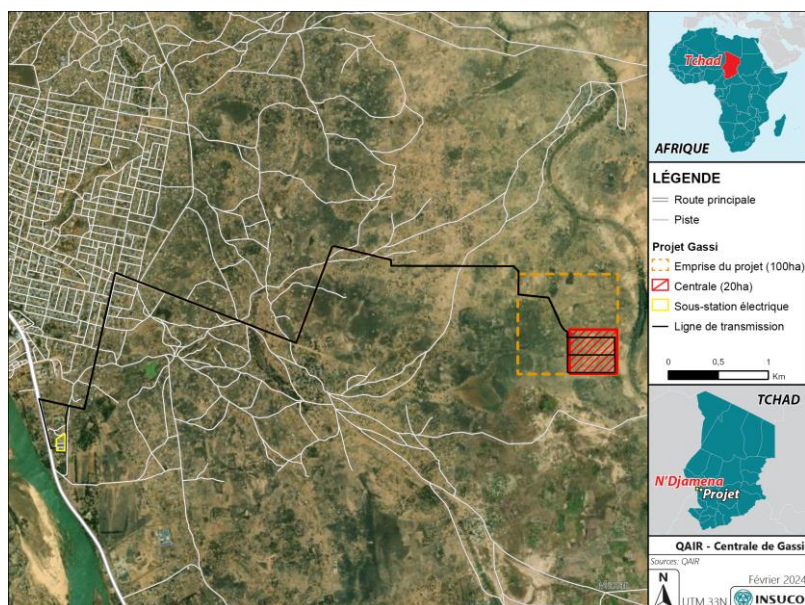 Tchad
AFRIQUE
LÉGENDE
Route principale
Piste
Projet Gassi
Emprise du projet (100ha)
Centrale (20ha)
Sous-station électrique
Ligne de transmission
0 0,5 1
Km
TCHAD
N'Djamena
Projet
QAIR - Centrale de Gassi
Sources: QAIR
N
Février 2024
UTM 33N
INSUCO